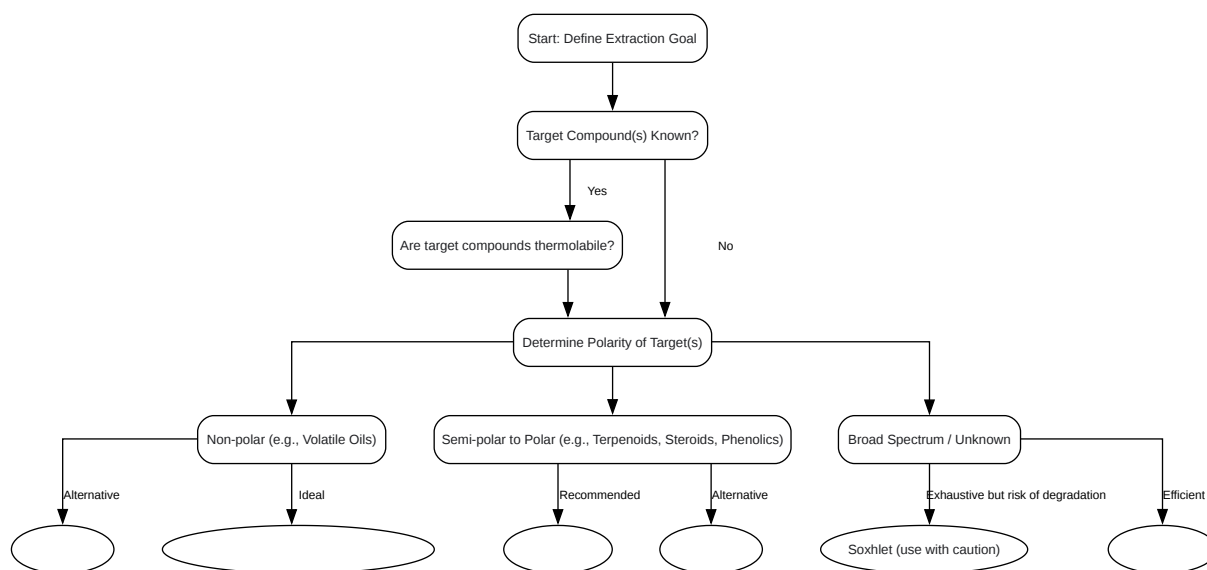 Start: Define Extraction Goal
Target Compound(s) Known?
Yes
Are target compounds thermolabile?
No
Determine Polarity of Target(s)
Non-polar (e.g., Volatile Oils)
Semi-polar to Polar (e.g., Terpenoids, Steroids, Phenolics)
Broad Spectrum / Unknown
Alternative
Ideal
Recommended
Alternative
Exhaustive but risk of degradation
Efficient
Soxhlet (use with caution)